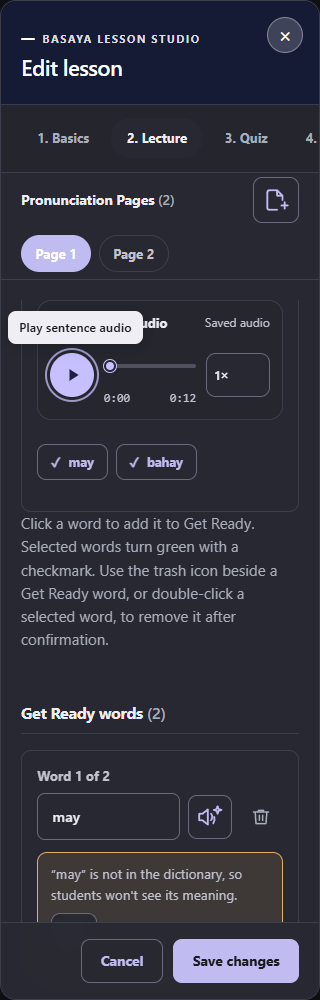 BASAYA LESSON STUDIO
Edit lesson
1. Basics 2. Lecture 3. Quiz 4.
Pronunciation Pages (2)
Page 1 Page 2
Play sentence audio
Saved audio
1×
0:00 0:12
✓ may ✓ bahay
Click a word to add it to Get Ready.
Selected words turn green with a
checkmark. Use the trash icon beside a
Get Ready word, or double-click a
selected word, to remove it after
confirmation.
Get Ready words (2)
Word 1 of 2
may
“may” is not in the dictionary, so
students won't see its meaning.
Cancel Save changes